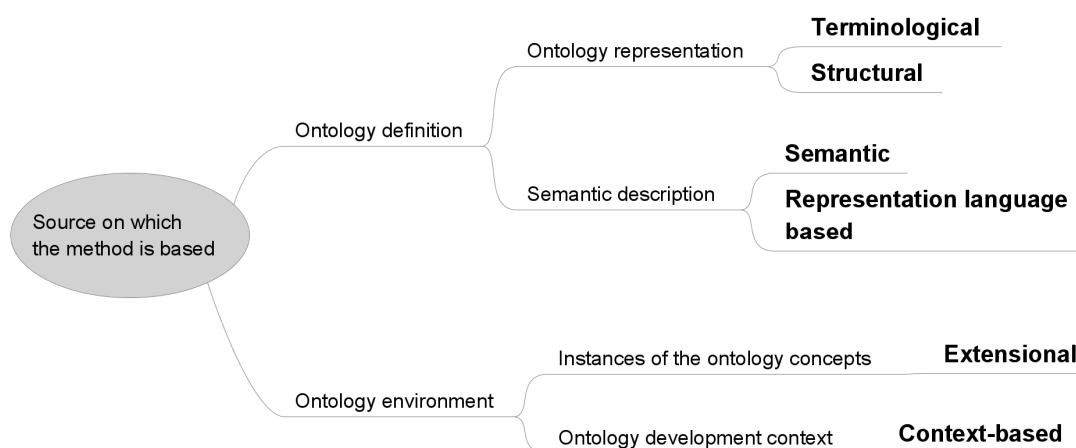 Source on which
the method is based
Ontology definition
Ontology representation
Terminological
Structural
Semantic description
Semantic
Representation language
based
Ontology environment
Instances of the ontology concepts
Extensional
Ontology development context
Context-based